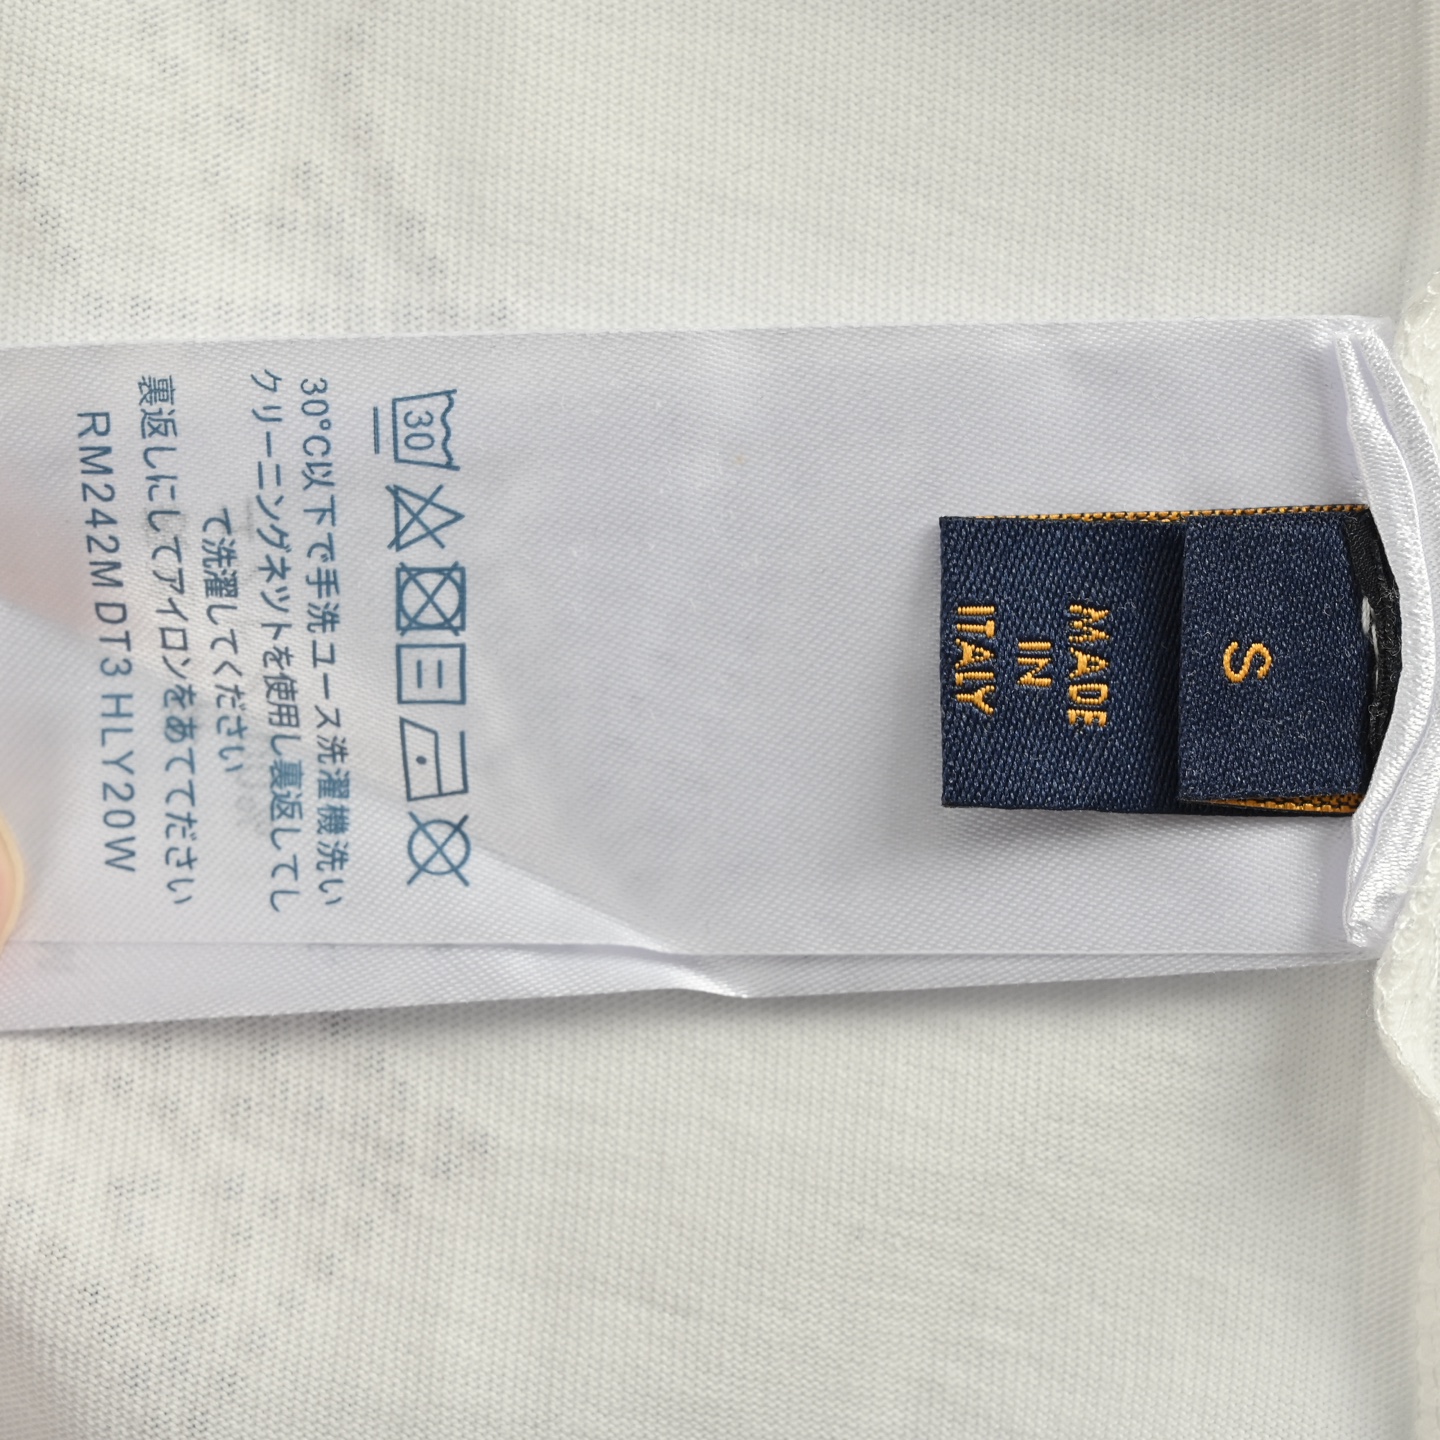 S
MADE
IN
ITALY
30
30°C以下で手洗コース洗濯機洗い
クリーニングネットを使用し裏返してし
て洗濯してください
裏返しにしてアイロンをあててださい
RM242M DT3 HLY20W